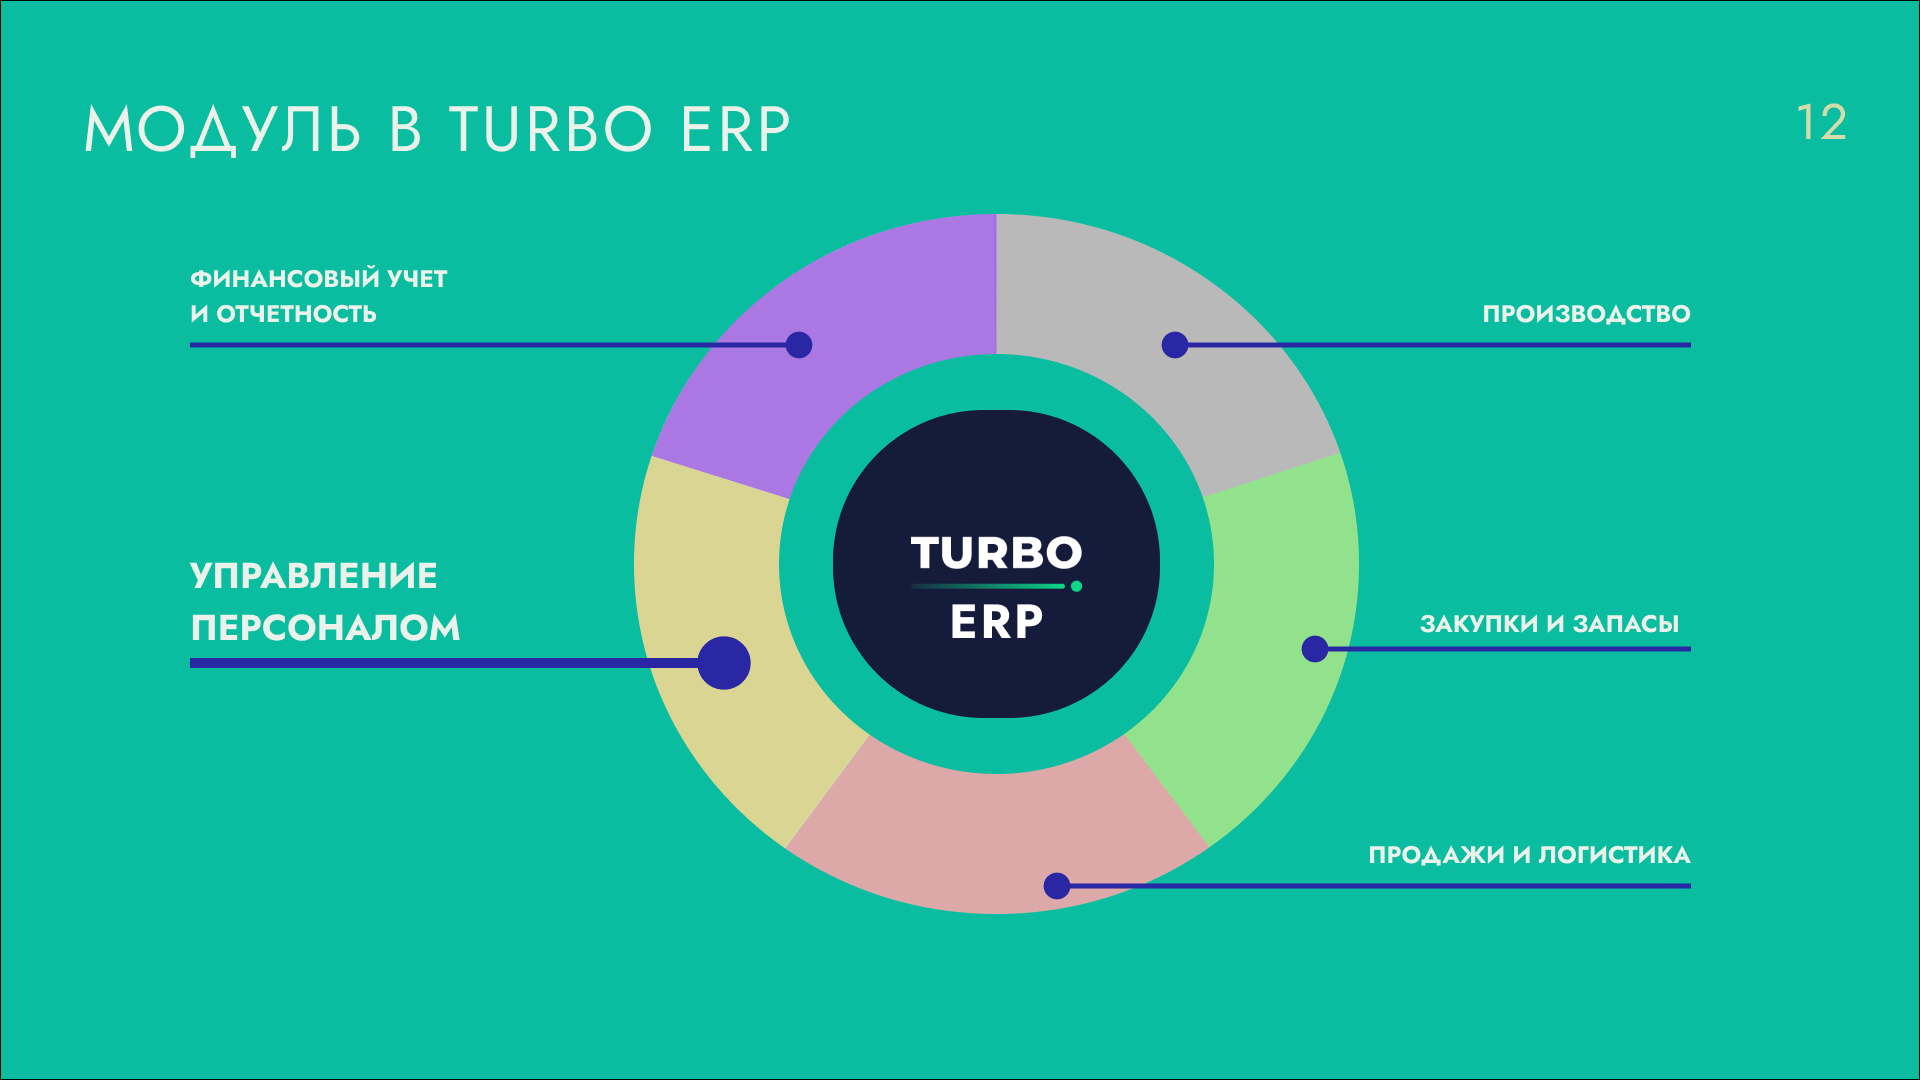 МОДУЛЬ В TURBO ERP
12
ФИНАНСОВЫЙ УЧЕТ
И ОТЧЕТНОСТЬ
ПРОИЗВОДСТВО
УПРАВЛЕНИЕ
ПЕРСОНАЛОМ
TURBO
ERP
ЗАКУПКИ И ЗАПАСЫ
ПРОДАЖИ И ЛОГИСТИКА